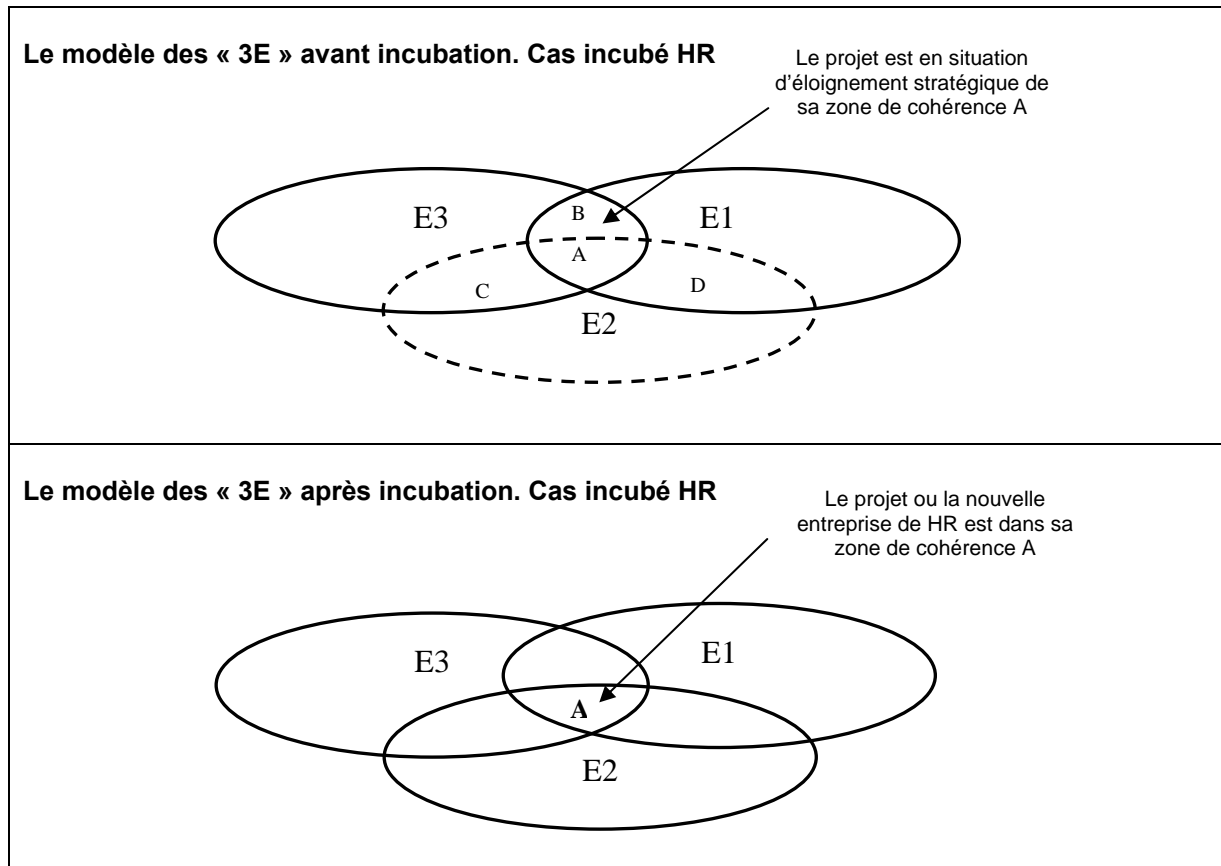 Le modèle des « 3E » avant incubation. Cas incubé HR
Le projet est en situation
d’éloignement stratégique de
sa zone de cohérence A
E3
B
E1
A
C
D
E2
Le modèle des « 3E » après incubation. Cas incubé HR
Le projet ou la nouvelle
entreprise de HR est dans sa
zone de cohérence A
E3
E1
A
E2